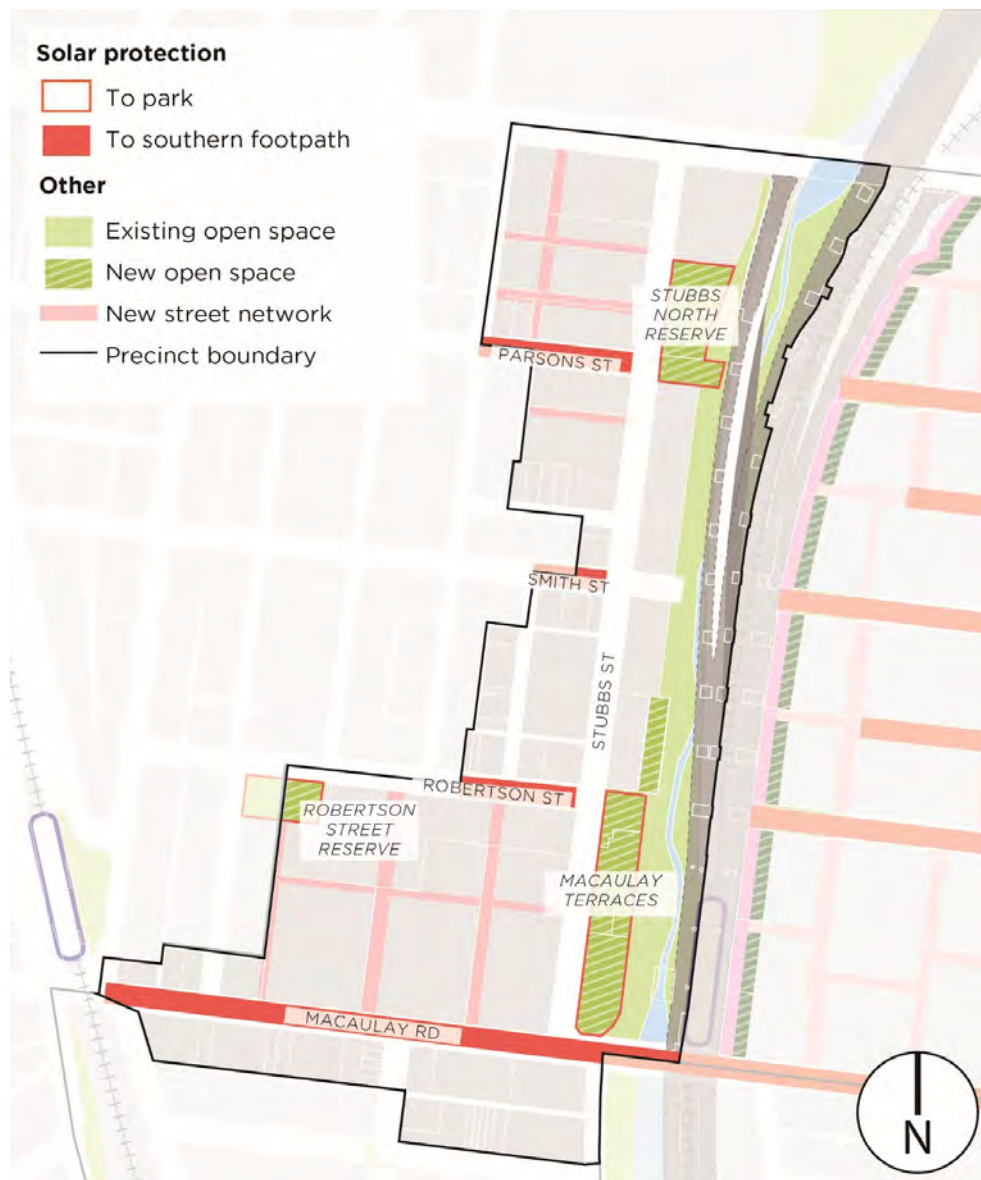 Solar protection
To park
To southern footpath
Other
Existing open space
New open space
New street network
Precinct boundary
STUBBS
NORTH
RESERVE
PARSONS ST
SMITH ST
STUBBS ST
ROBERTSON ST
ROBERTSON
STREET
RESERVE
MACAULAY
TERRACES
MACAULAY RD
N